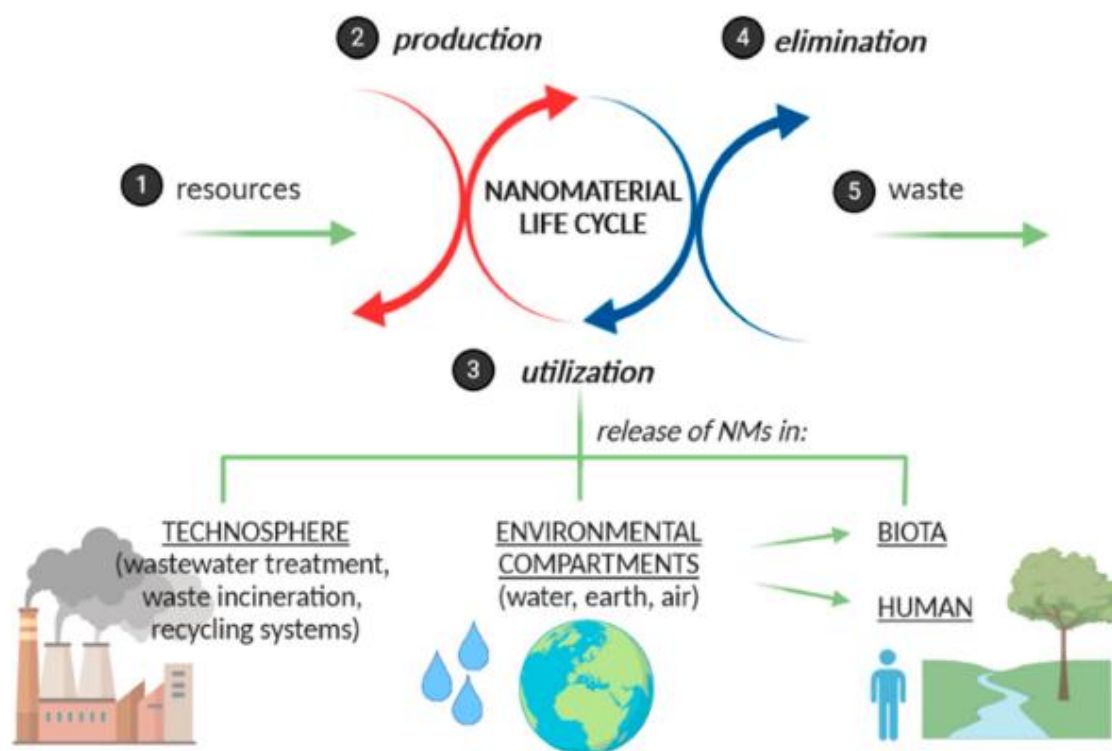 2 production
4 elimination
1 resources
NANOMATERIAL
LIFE CYCLE
5 waste
3 utilization
release of NMs in:
TECHNOSPHERE
(wastewater treatment,
waste incineration,
recycling systems)
ENVIRONMENTAL
COMPARTMENTS
(water, earth, air)
BIOTA
HUMAN